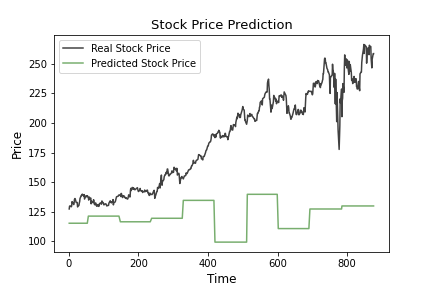 Stock Price Prediction
Real Stock Price
Predicted Stock Price
Price
250
225
200
175
150
125
100
0 200 400 600 800
Time